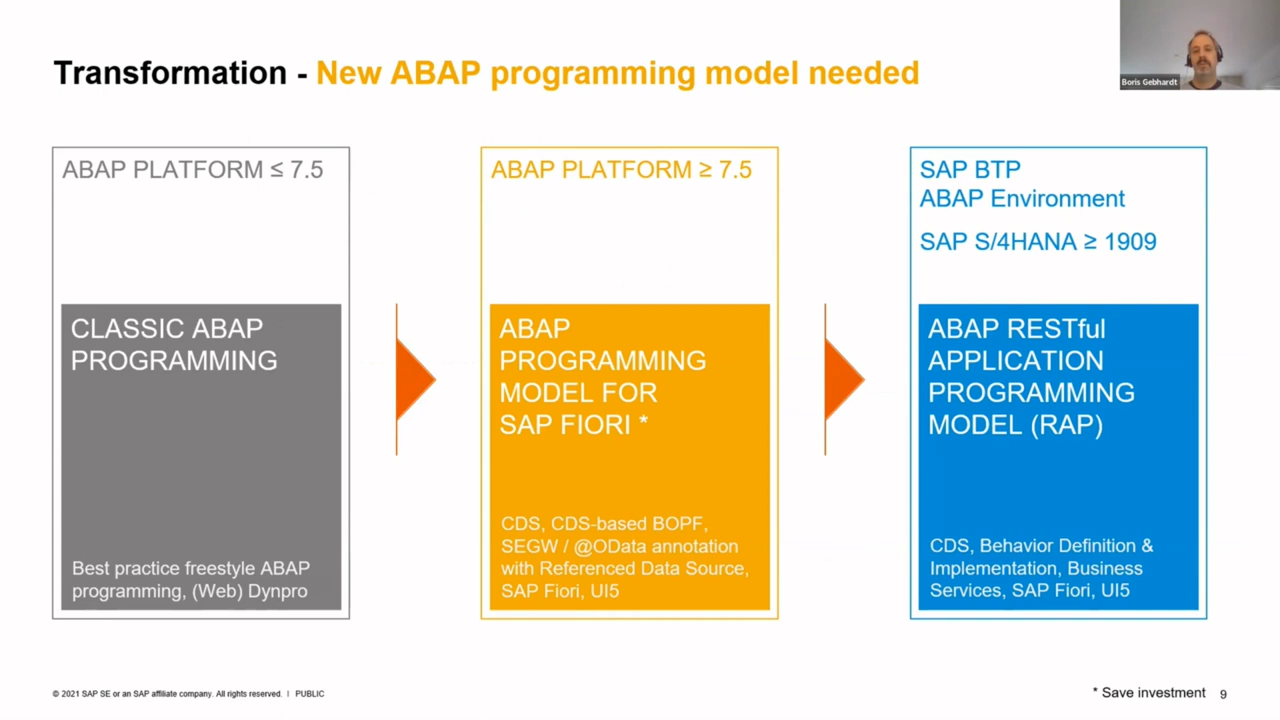 Transformation - New ABAP programming model needed
Boris Gebhardt
ABAP PLATFORM ≤ 7.5
CLASSIC ABAP
PROGRAMMING
Best practice freestyle ABAP
programming, (Web) Dynpro
ABAP PLATFORM ≥ 7.5
ABAP
PROGRAMMING
MODEL FOR
SAP FIORI *
CDS, CDS-based BOPF,
SEGW / @OData annotation
with Referenced Data Source,
SAP Fiori, UI5
SAP BTP
ABAP Environment
SAP S/4HANA ≥ 1909
ABAP RESTful
APPLICATION
PROGRAMMING
MODEL (RAP)
CDS, Behavior Definition &
Implementation, Business
Services, SAP Fiori, UI5
© 2021 SAP SE or an SAP affiliate company. All rights reserved. I PUBLIC
* Save investment 9